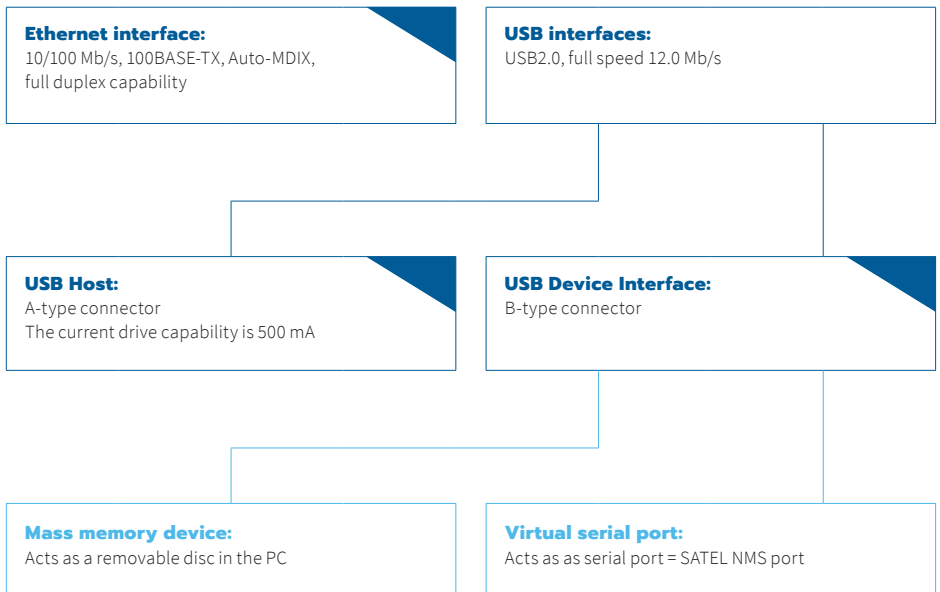 Ethernet interface:
10/100 Mb/s, 100BASE-TX, Auto-MDIX,
full duplex capability
USB interfaces:
USB2.0, full speed 12.0 Mb/s
USB Host:
A-type connector
The current drive capability is 500 mA
USB Device Interface:
B-type connector
Mass memory device:
Acts as a removable disc in the PC
Virtual serial port:
Acts as as serial port = SATEL NMS port